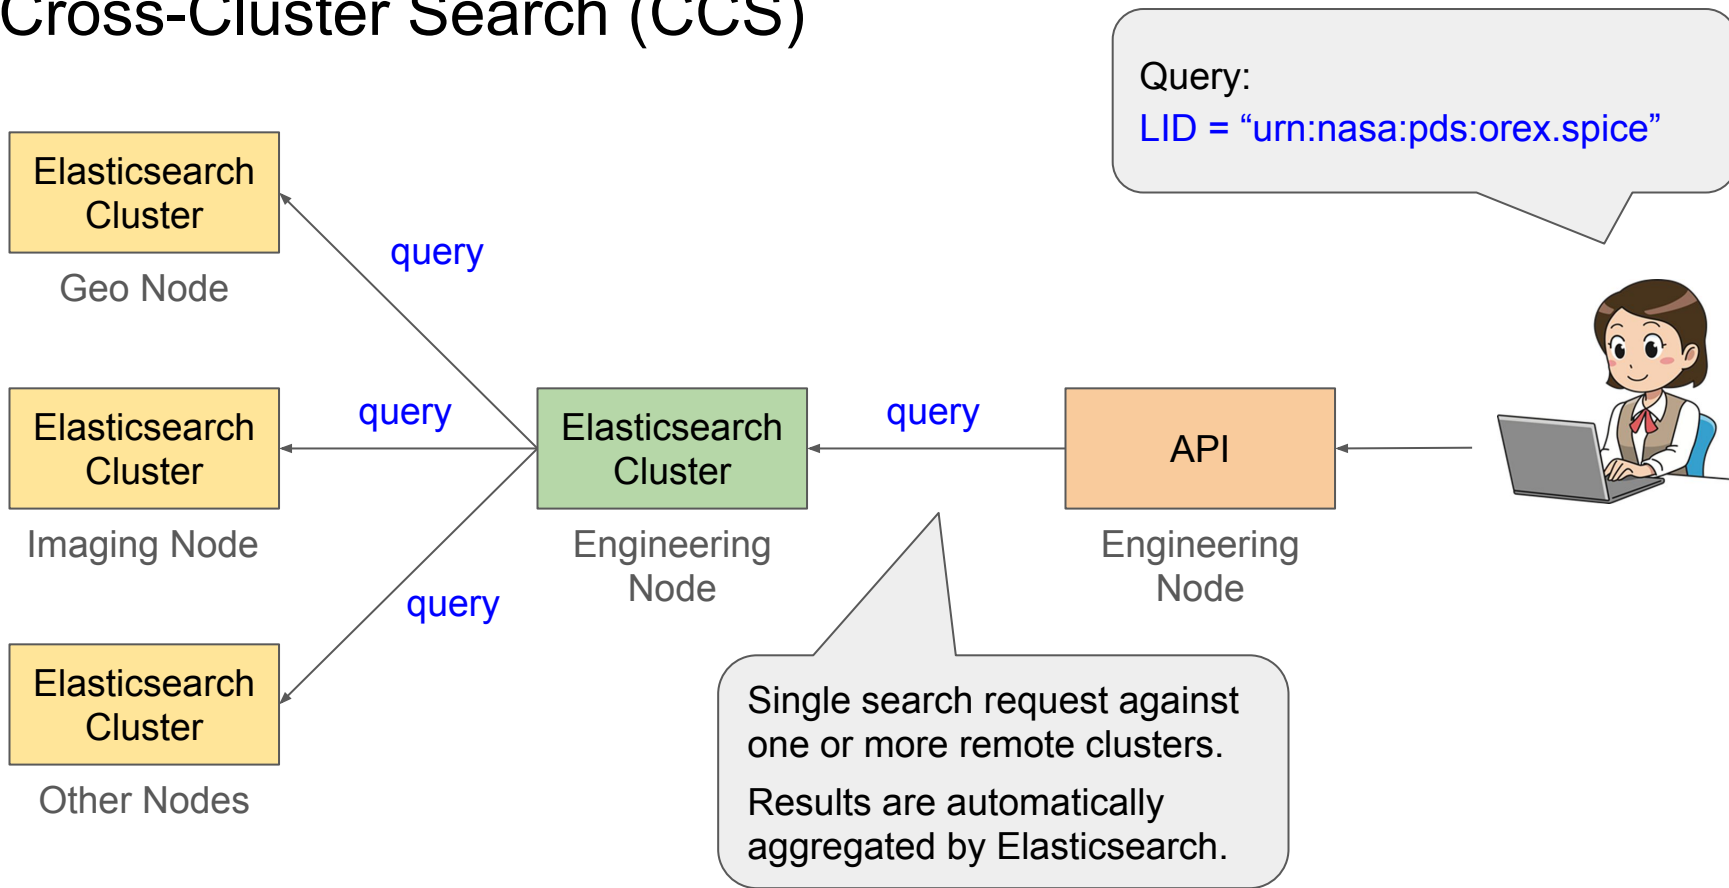 Cross-Cluster Search (CCS)
Query:
LID = “urn:nasa:pds:orex.spice”
Elasticsearch
Cluster
Geo Node
query
Elasticsearch
Cluster
Imaging Node
query
Elasticsearch
Cluster
Engineering
Node
query
API
Engineering
Node
query
Elasticsearch
Cluster
Other Nodes
Single search request against
one or more remote clusters.
Results are automatically
aggregated by Elasticsearch.